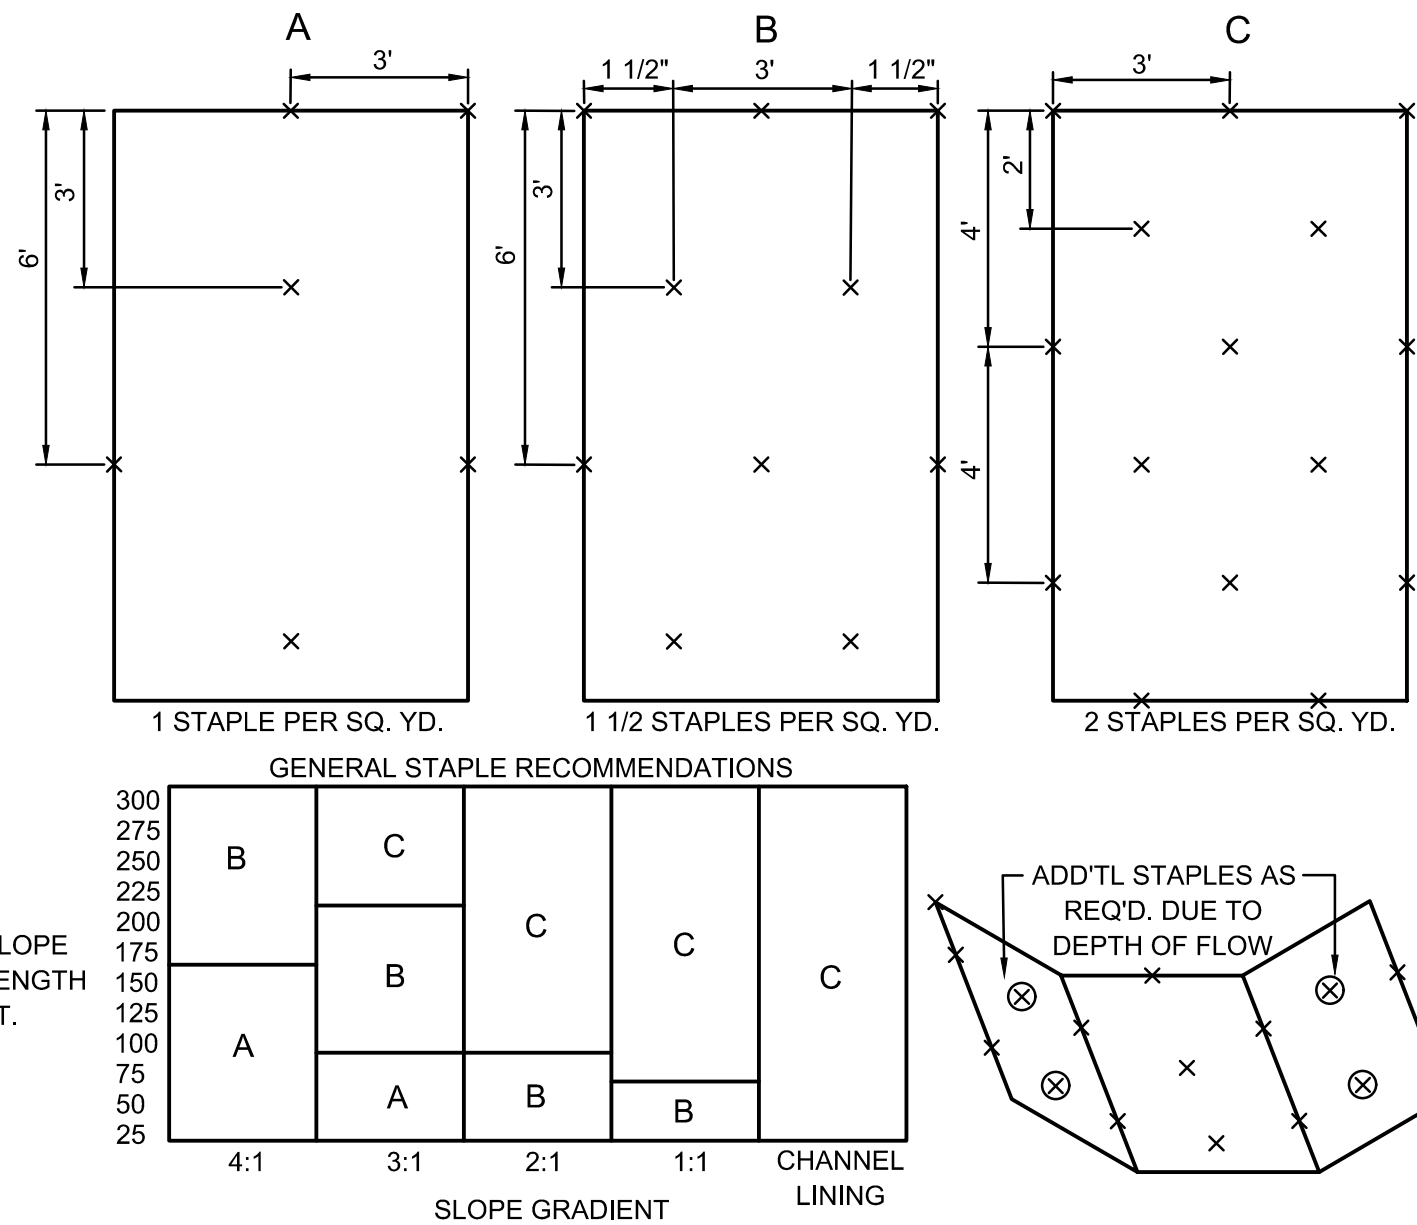 A
B
C
3'
1 1/2"
3'
1 1/2"
3'
6'
3'
6'
3'
4'
2'
4'
1 STAPLE PER SQ. YD.
1 1/2 STAPLES PER SQ. YD.
2 STAPLES PER SQ. YD.
GENERAL STAPLE RECOMMENDATIONS
300
275
250
225
200
175
150
125
100
75
50
25
LOPE
ENGTH
T.
B
A
C
B
A
C
B
C
B
C
4:1
3:1
2:1
1:1
CHANNEL
LINING
SLOPE GRADIENT
ADD'TL STAPLES AS
REQ'D. DUE TO
DEPTH OF FLOW